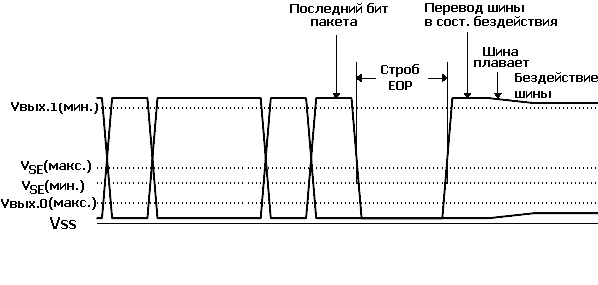 Последний бит
пакета
Перевод шины
в сост. бездействия
Строб
EOP
Шина
плавает
Бездействие
шины
Vвых.1(мин.)
VSE(макс.)
VSE(мин.)
Vвых.0(макс.)
Vss